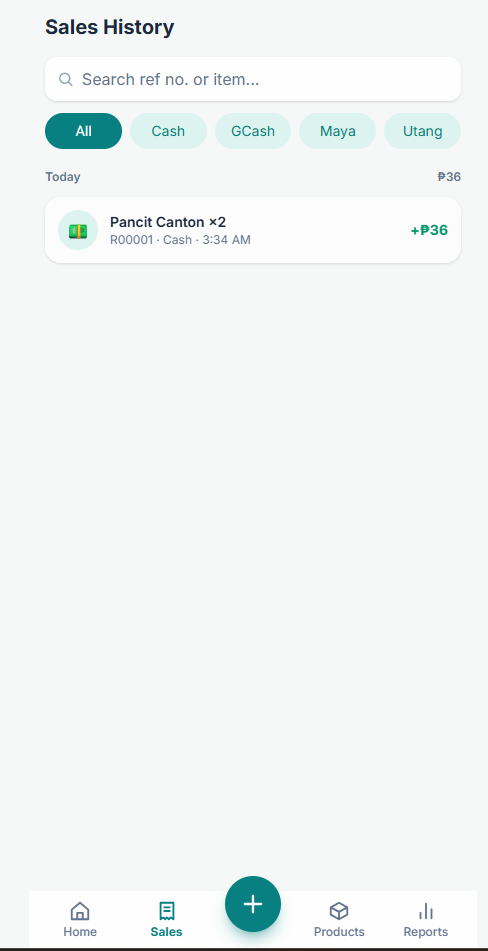 Sales History
Search ref no. or item...
All Cash GCash Maya Utang
Today ₱36
Pancit Canton ×2
R00001 · Cash · 3:34 AM
+₱36
Home Sales Products Reports